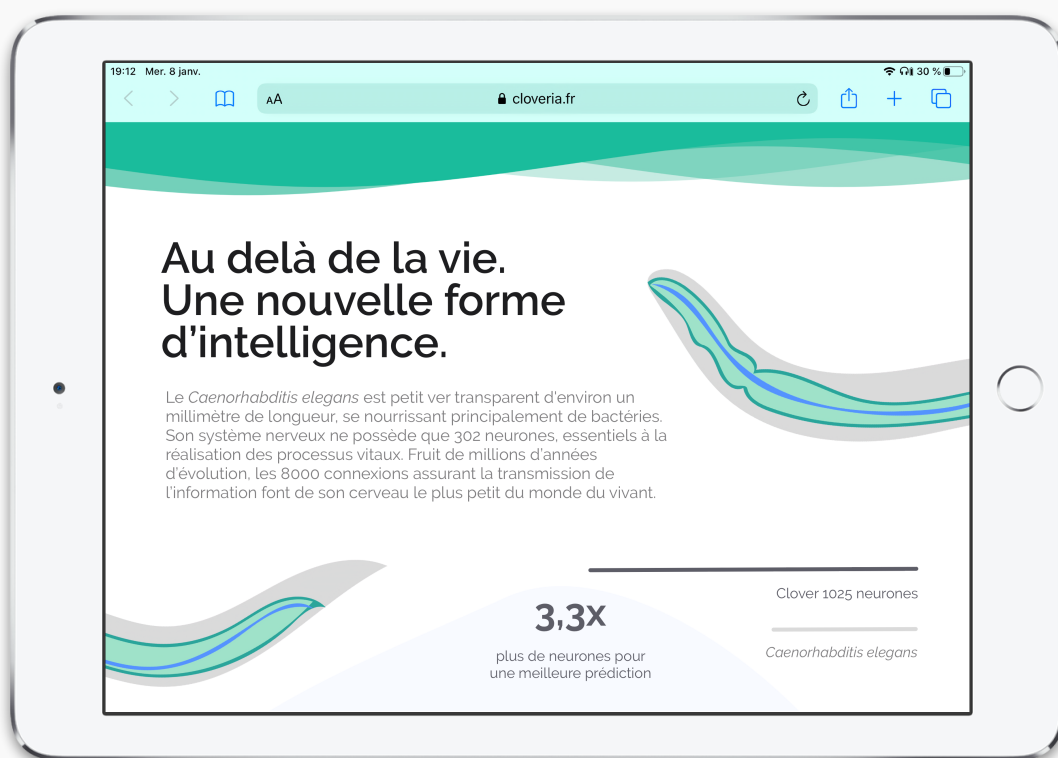 19:12 Mer. 8 janv.
30 %
AA
cloveria.fr
Au delà de la vie.
Une nouvelle forme
d'intelligence.
Le Caenorhabditis elegans est petit ver transparent d'environ un
millimètre de longueur, se nourrissant principalement de bactéries.
Son système nerveux ne possède que 302 neurones, essentiels à la
réalisation des processus vitaux. Fruit de millions d'années
d'évolution, les 8000 connexions assurant la transmission de
l'information font de son cerveau le plus petit du monde du vivant.
3,3x
plus de neurones pour
une meilleure prédiction
Clover 1025 neurones
Caenorhabditis elegans